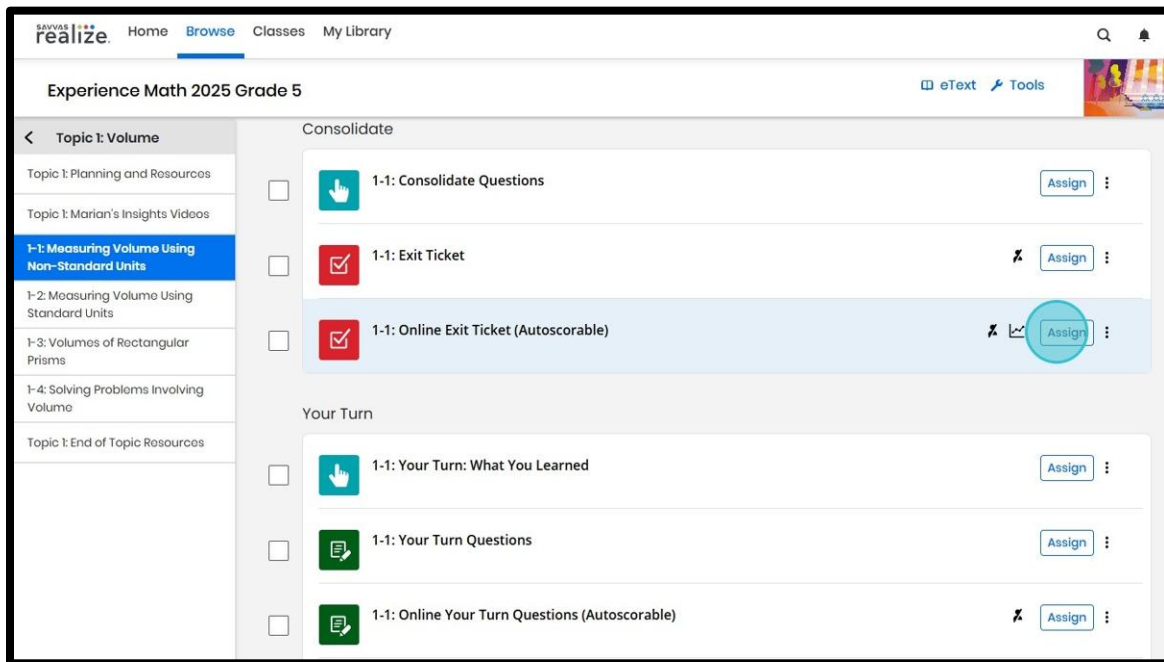 savvas
realize.
Home Browse Classes My Library
Experience Math 2025 Grade 5
eText Tools
Topic 1: Volume
Topic 1: Planning and Resources
Topic 1: Marian's Insights Videos
1-1: Measuring Volume Using
Non-Standard Units
1-2: Measuring Volume Using
Standard Units
1-3: Volumes of Rectangular
Prisms
1-4: Solving Problems Involving
Volume
Topic 1: End of Topic Resources
Consolidate
1-1: Consolidate Questions Assign
1-1: Exit Ticket Assign
1-1: Online Exit Ticket (Autoscorable) Assign
Your Turn
1-1: Your Turn: What You Learned Assign
1-1: Your Turn Questions Assign
1-1: Online Your Turn Questions (Autoscorable) Assign